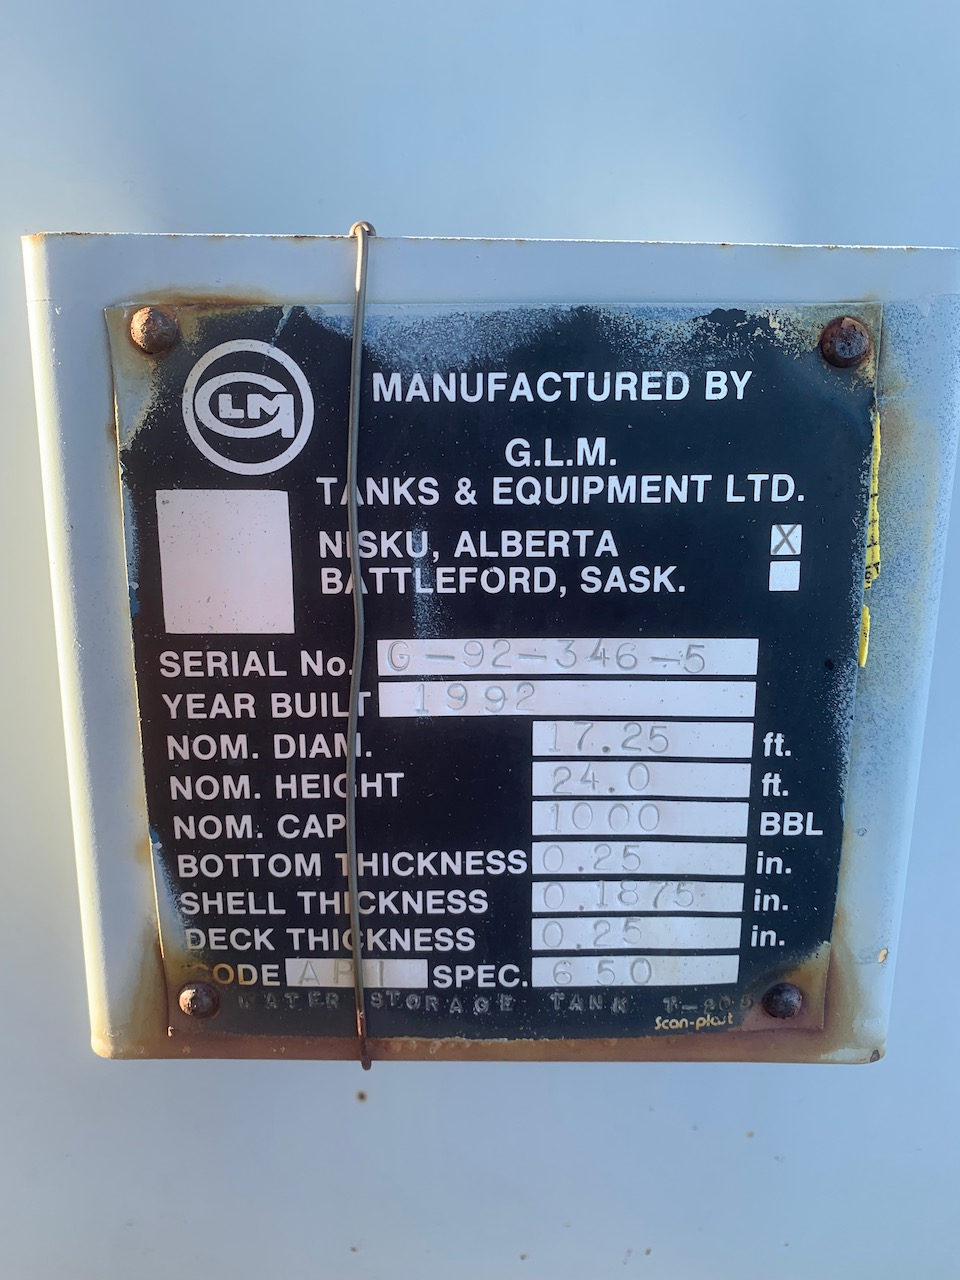 GLM
MANUFACTURED BY
G.L.M.
TANKS & EQUIPMENT LTD.
NISKU, ALBERTA X
BATTLEFORD, SASK.
SERIAL No. G-92-346-5
YEAR BUILT 1992
NOM. DIAM. 17.25 ft.
NOM. HEIGHT 24.0 ft.
NOM. CAP 1000 BBL
BOTTOM THICKNESS 0.25 in.
SHELL THICKNESS 0.1875 in.
DECK THICKNESS 0.25 in.
CODE API SPEC. 650
WATER STORAGE TANK
Scan-plast